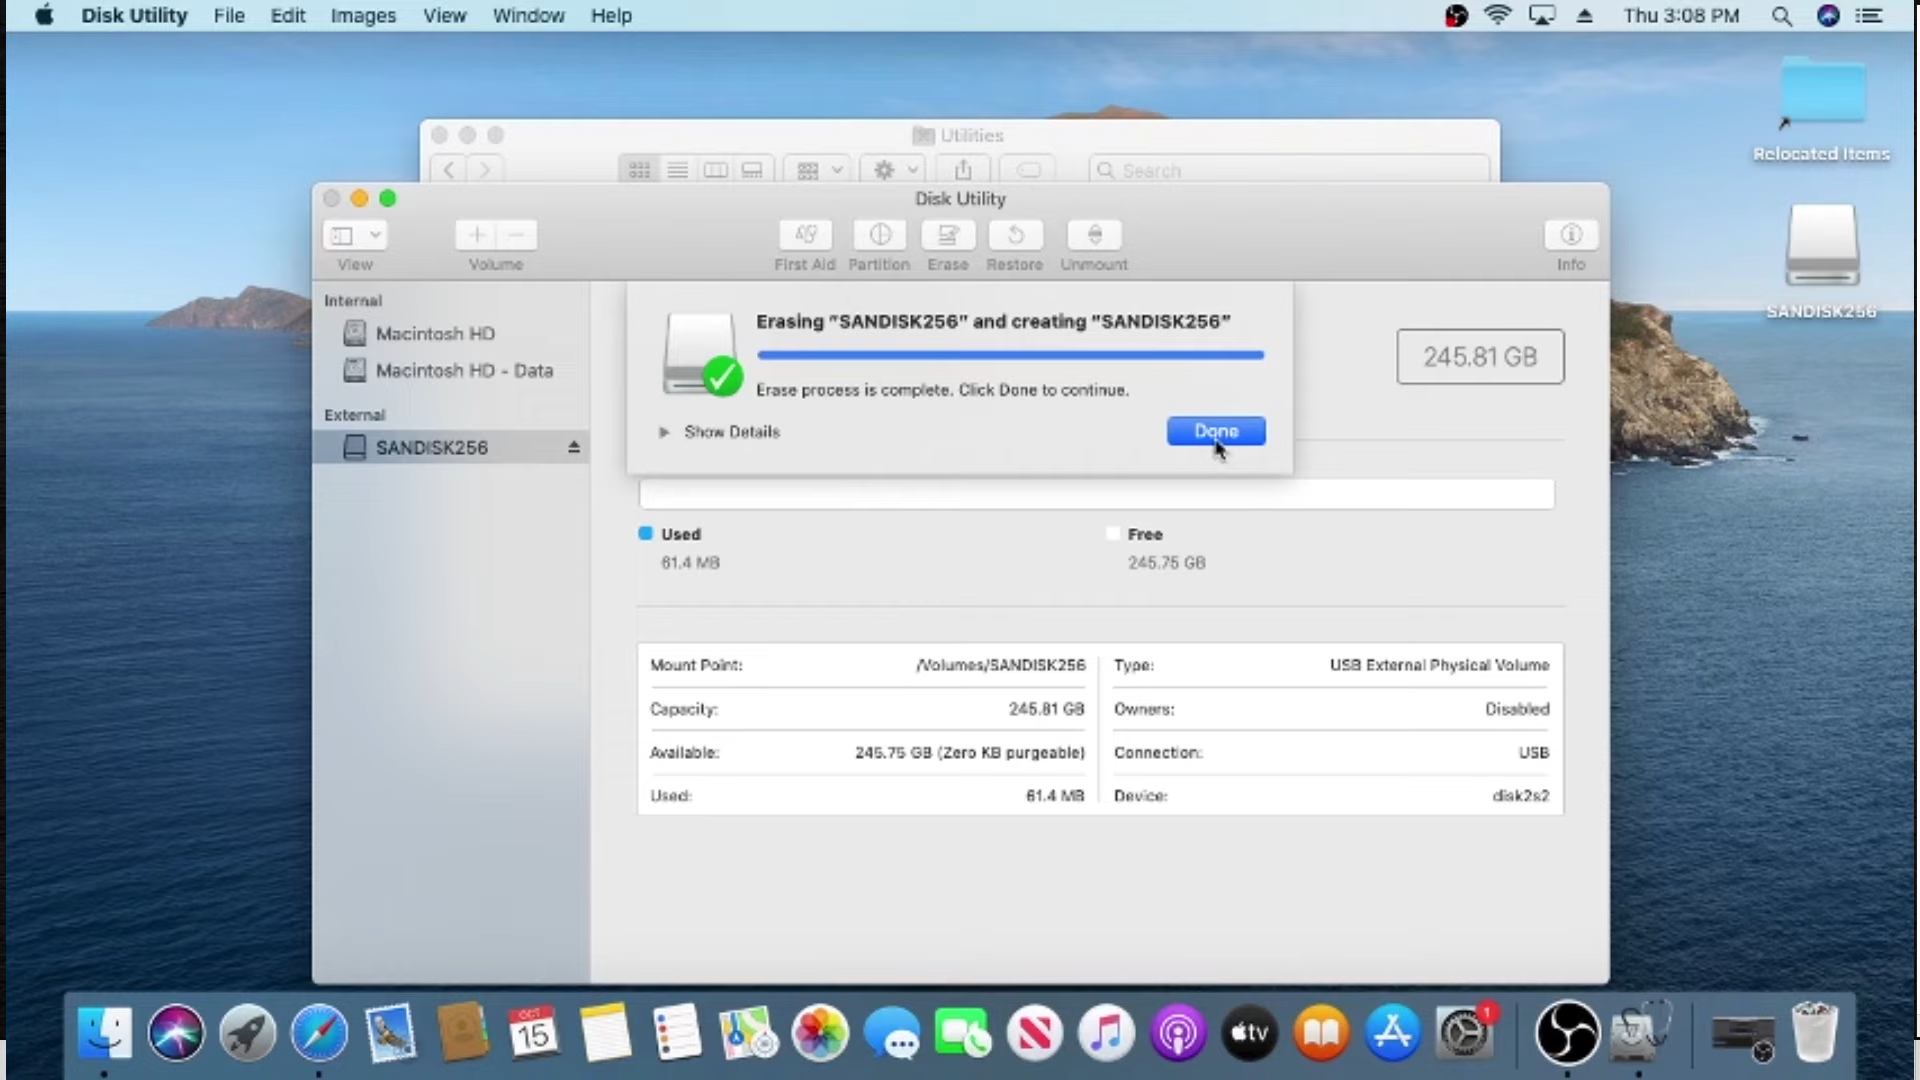 Disk Utility File Edit Images View Window Help Thu 3:08 PM
Relocated Items
SANDISK256
Utilities
Search
Disk Utility
View
Volume
First Aid
Partition
Erase
Restore
Unmount
Info
Internal
Macintosh HD
Macintosh HD - Data
External
SANDISK256
Erasing "SANDISK256" and creating "SANDISK256"
Erase process is complete. Click Done to continue.
Show Details
Done
245.81 GB
Used
61.4 MB
Free
245.75 GB
Mount Point: /Volumes/SANDISK256
Capacity: 245.81 GB
Available: 245.75 GB (Zero KB purgeable)
Used: 61.4 MB
Type: USB External Physical Volume
Owners: Disabled
Connection: USB
Device: disk2s2
OCT
15
tv
1